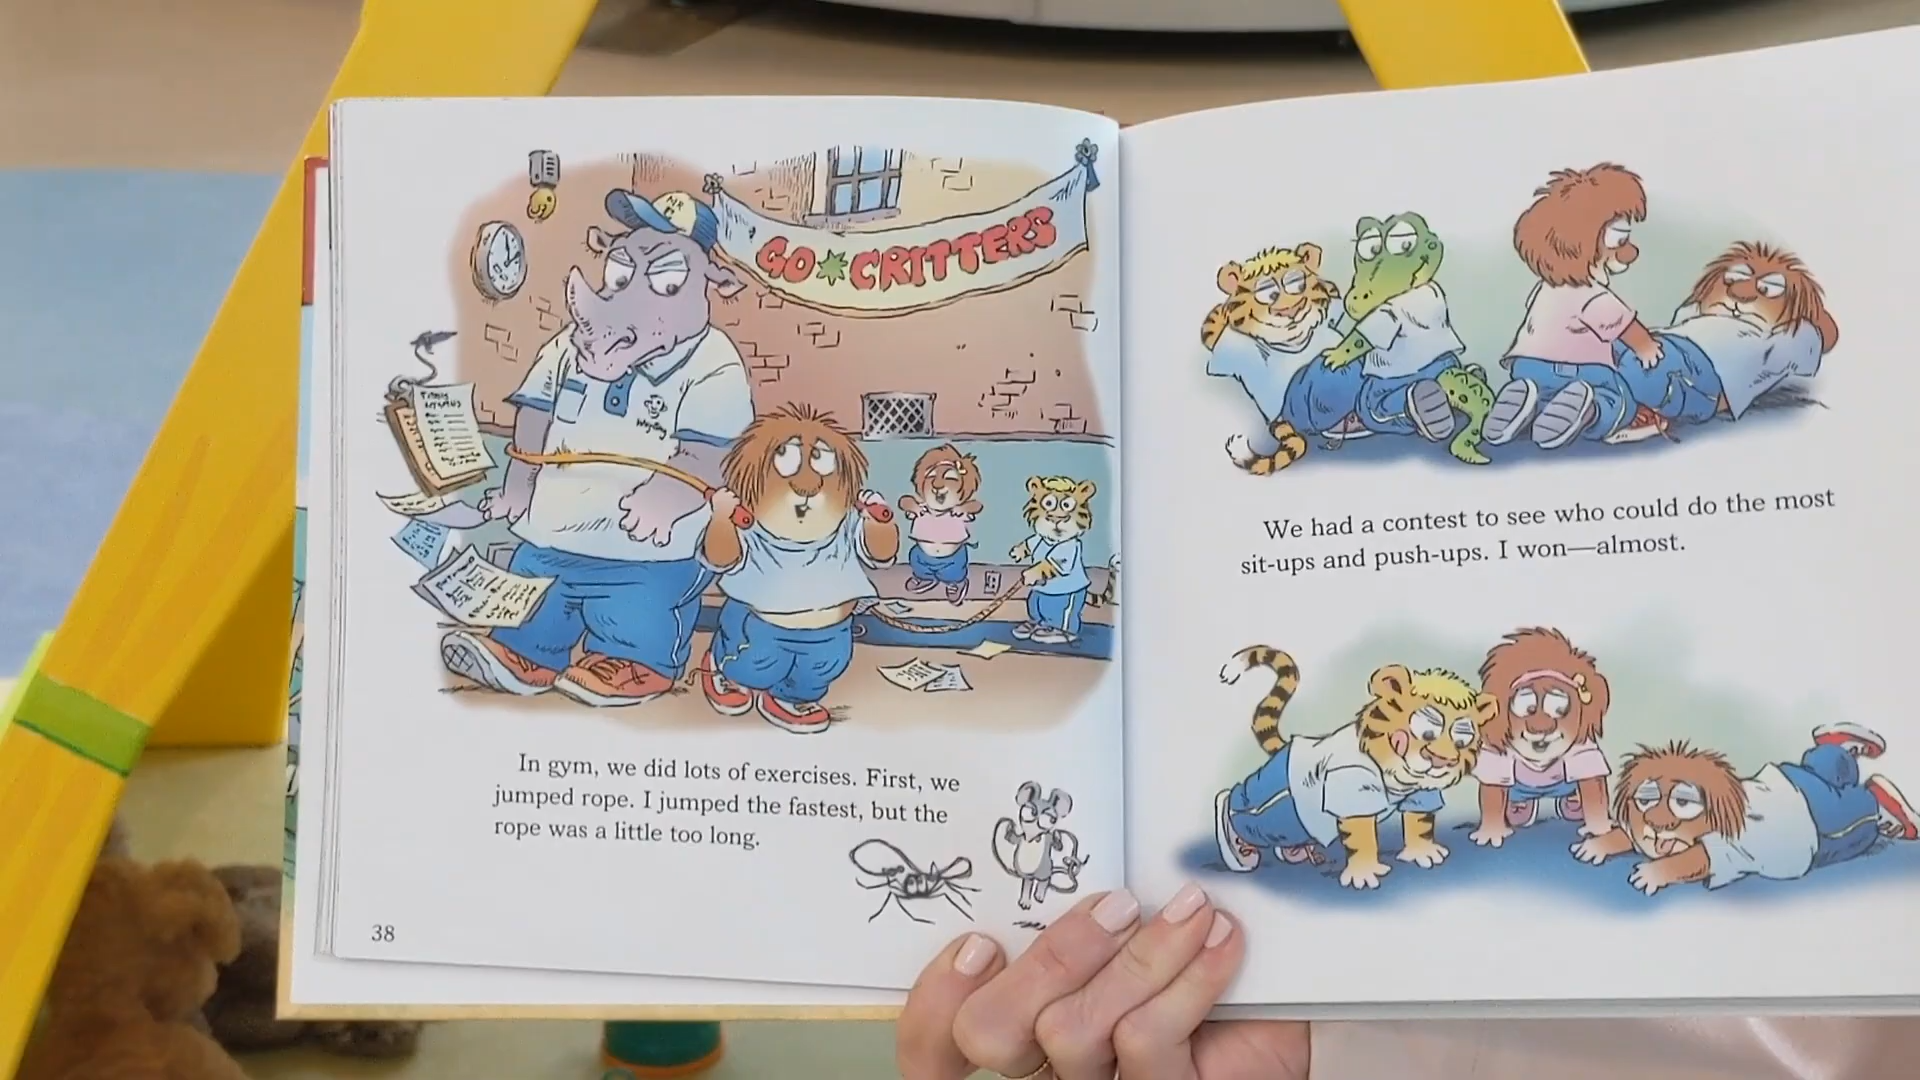 GO CRITTERS
In gym, we did lots of exercises. First, we
jumped rope. I jumped the fastest, but the
rope was a little too long.
38
We had a contest to see who could do the most
sit-ups and push-ups. I won—almost.